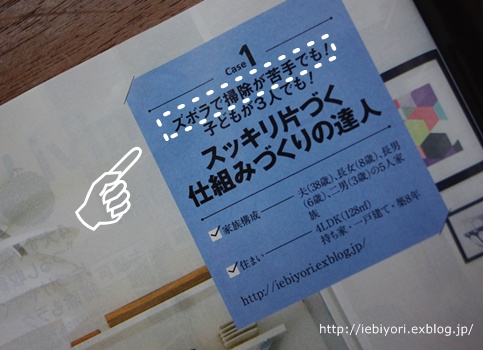 Case 1
ズボラで掃除が苦手でも!
子どもが3人でも!
スッキリ片づく
仕組みづくりの達人
家族構成 — 夫(38歳)、長女(8歳)、長男
(6歳)、二男(3歳)の5人家
族
住まい — 4LDK(128㎡)
持ち家・一戸建て・築8年
http://iebiyori.exblog.jp/
http://iebiyori.exblog.jp/